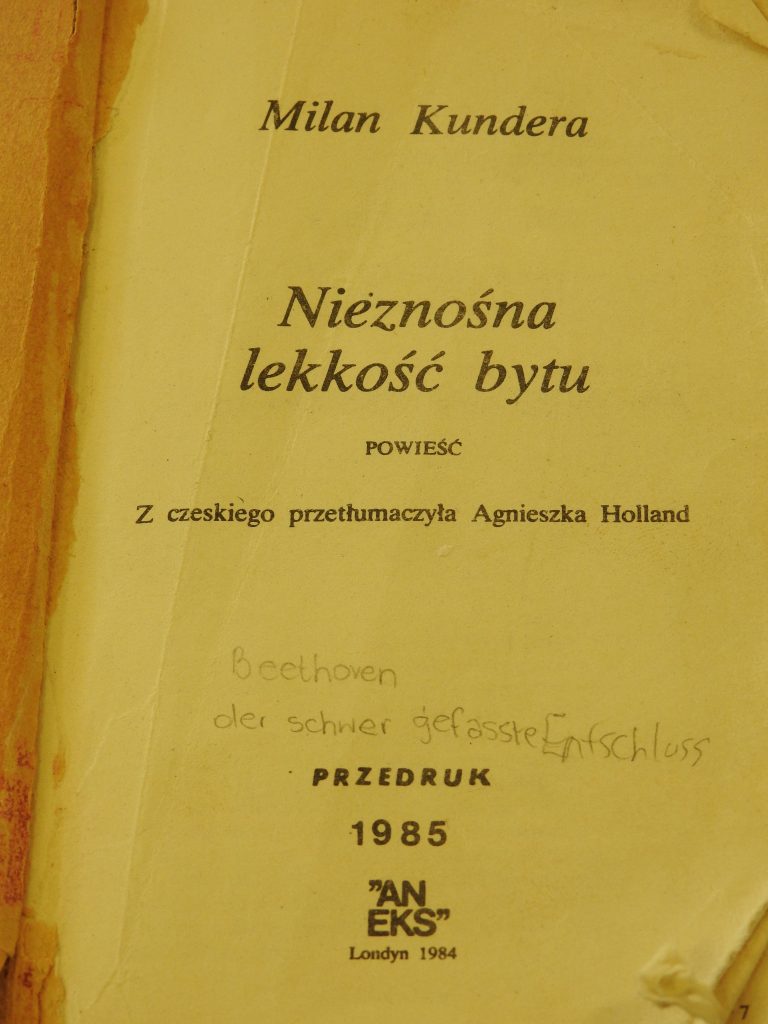 Milan Kundera
Nieznośna
lekkość bytu
POWIEŚĆ
Z czeskiego przetłumaczyła Agnieszka Holland
Beethoven
der schwer gefasste Entschluss
PRZEDRUK
1985
"AN
EKS"
Londyn 1984
7